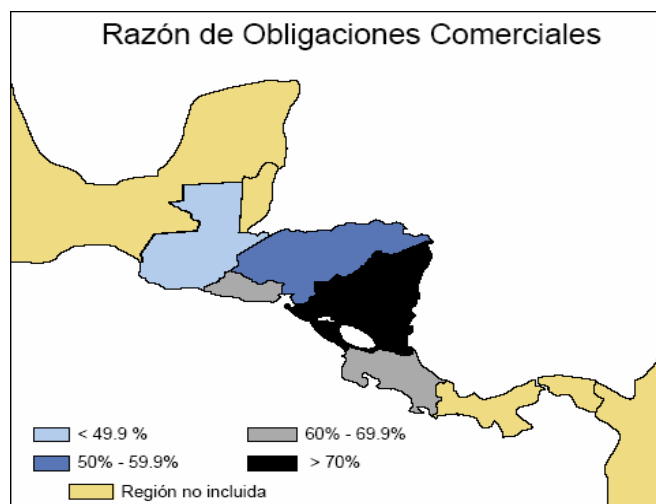 Razón de Obligaciones Comerciales
< 49.9 %
60% - 69.9%
50% - 59.9%
> 70%
Región no incluida